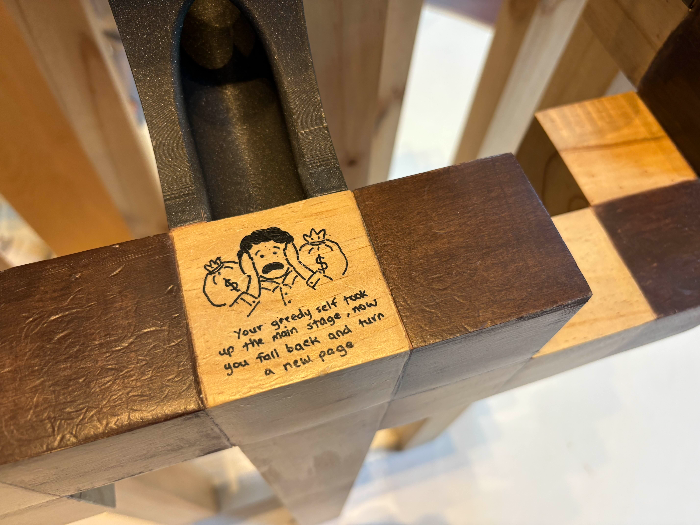 $
$
Your greedy self took
up the main stage, now
you fall back and turn
a new page